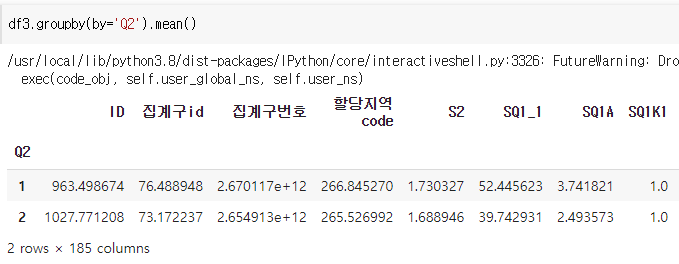 df3.groupby(by='Q2').mean()
/usr/local/lib/python3.8/dist-packages/IPython/core/interactiveshell.py:3326: FutureWarning: Dro
exec(code_obj, self.user_global_ns, self.user_ns)
ID 집계구id 집계구번호 할당지역 code S2 SQ1_1 SQ1A SQ1K1
Q2
1 963.498674 76.488948 2.670117e+12 266.845270 1.730327 52.445623 3.741821 1.0
2 1027.771208 73.172237 2.654913e+12 265.526992 1.688946 39.742931 2.493573 1.0
2 rows × 185 columns